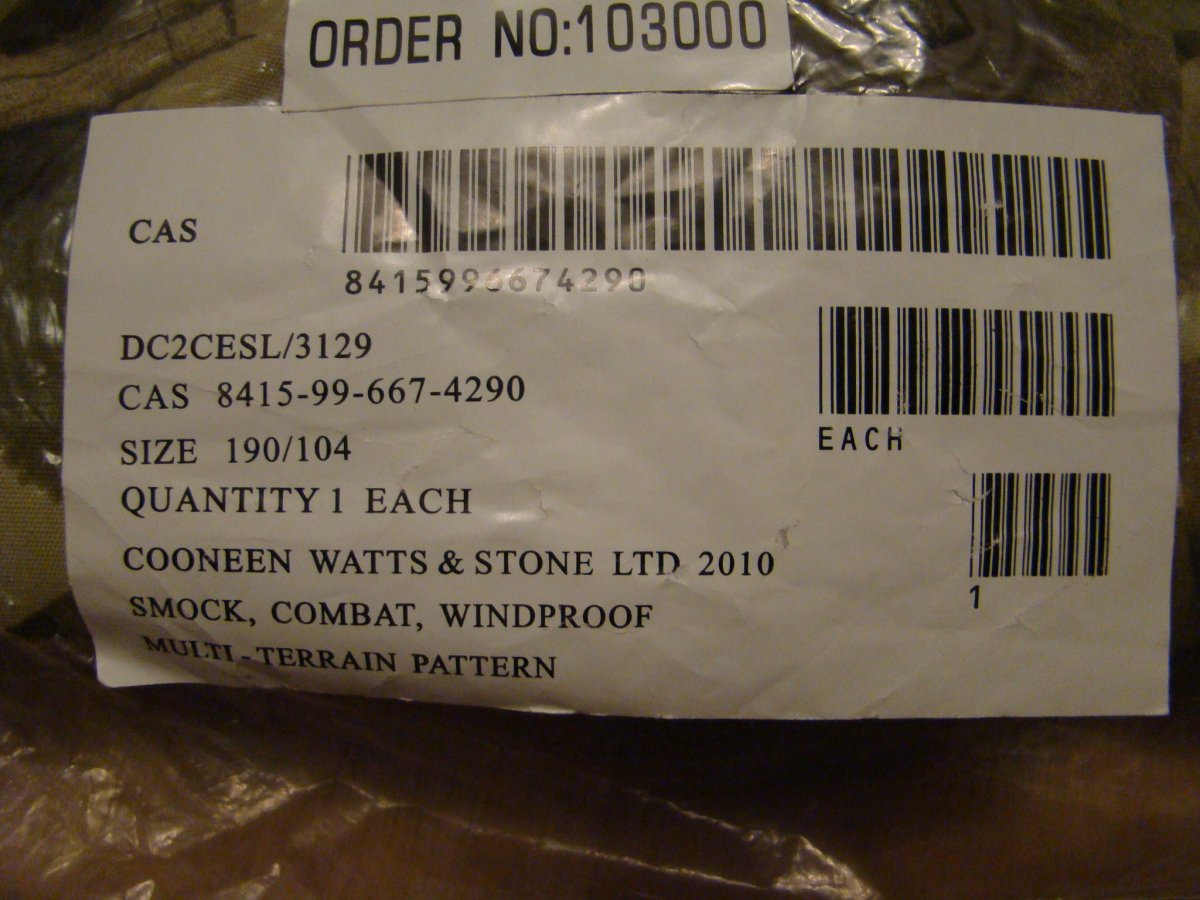 ORDER NO:103000
CAS
8415996674290
DC2CESL/3129
CAS 8415-99-667-4290
EACH
SIZE 190/104
QUANTITY 1 EACH
COONEEN WATTS & STONE LTD 2010
1
SMOCK, COMBAT, WINDPROOF
MULTI-TERRAIN PATTERN